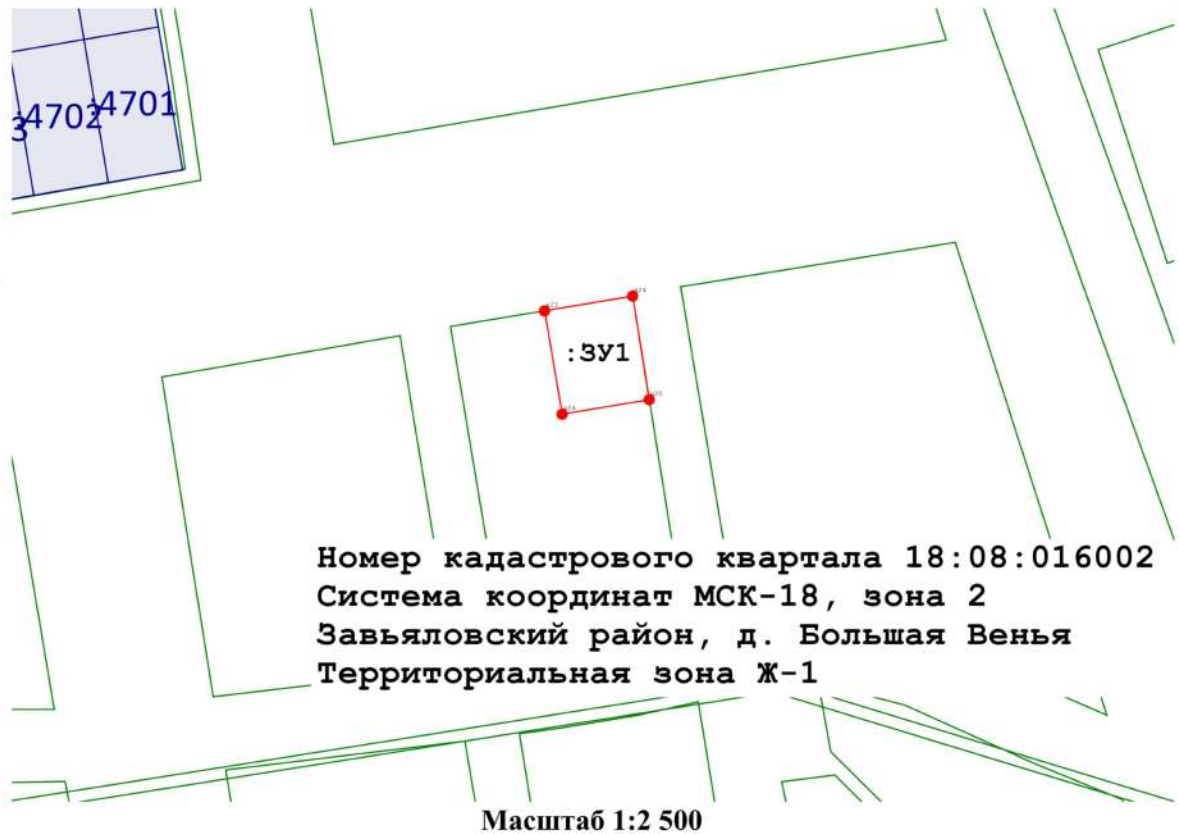 :4701
:4702
3
:ЗУ1
Номер кадастрового квартала 18:08:016002
Система координат МСК-18, зона 2
Завьяловский район, д. Большая Венья
Территориальная зона Ж-1
Масштаб 1:2 500